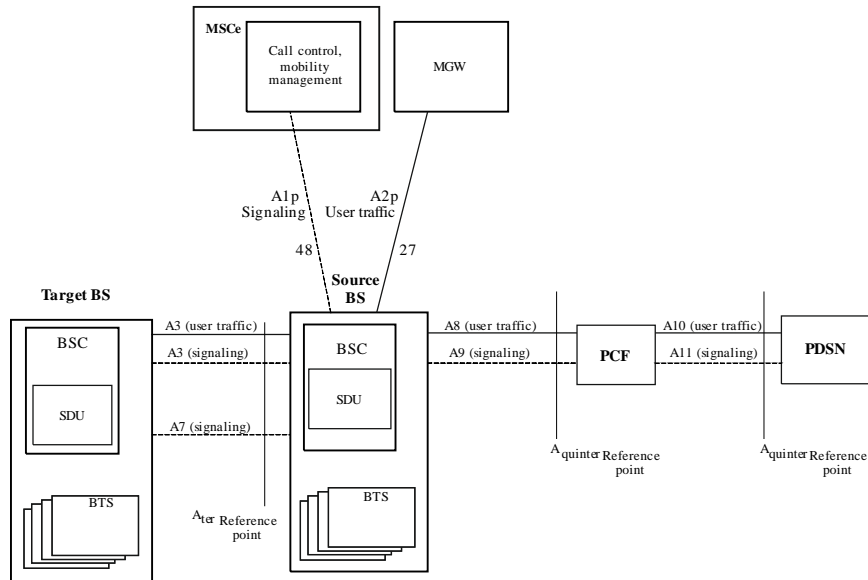 MSCe
Call control,
mobility
management
MGW
A1p
Signaling
A2p
User traffic
48
27
Target BS
Source
BS
A3 (user traffic)
A8 (user traffic)
A10 (user traffic)
BSC
BSC
A3 (signaling)
A9 (signaling)
PCF
A11 (signaling)
PDSN
SDU
SDU
A7 (signaling)
Aquinter Reference
point
Aquinter Reference
point
BTS
BTS
Ater Reference
point